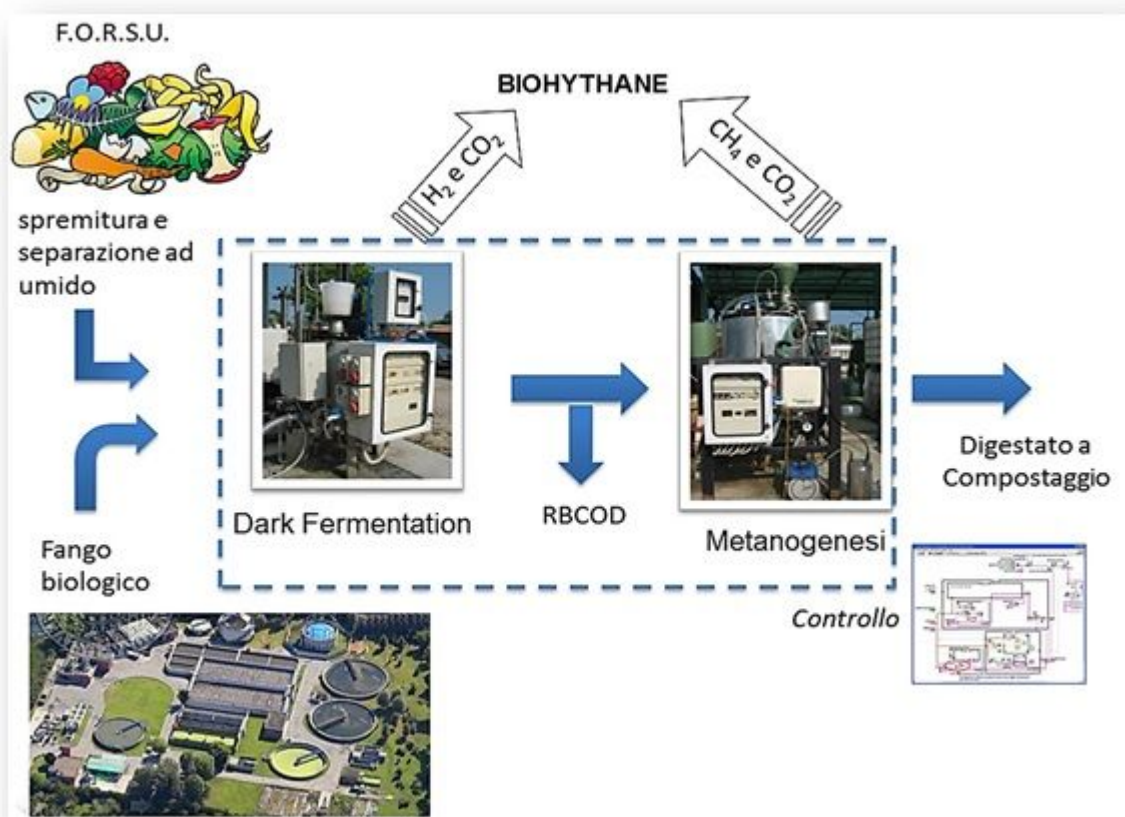 F.O.R.S.U.
BIOHYTHANE
H₂ e CO₂
CH₄ e CO₂
spremitura e
separazione ad
umido
Dark Fermentation
RBCOD
Metanogenesi
Digestato a
Compostaggio
Fango
biologico
Controllo